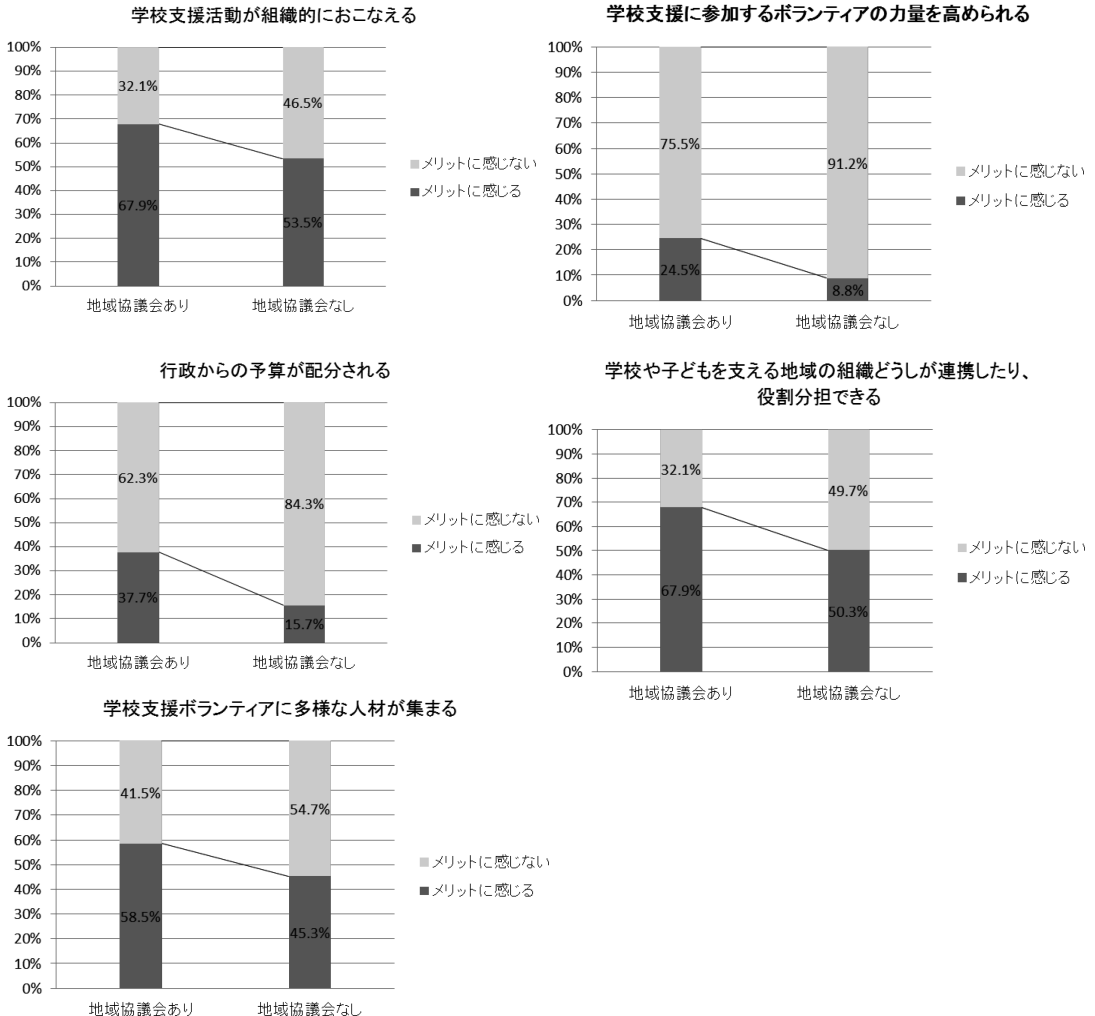 学校支援活動が組織的におこなえる
100%
90%
80%
70%
60%
50%
40%
30%
20%
10%
0%
32.1%
67.9%
46.5%
53.5%
地域協議会あり
地域協議会なし
メリットに感じない
メリットに感じる
学校支援に参加するボランティアの力量を高められる
100%
90%
80%
70%
60%
50%
40%
30%
20%
10%
0%
75.5%
24.5%
91.2%
8.8%
地域協議会あり
地域協議会なし
メリットに感じない
メリットに感じる
行政からの予算が配分される
100%
90%
80%
70%
60%
50%
40%
30%
20%
10%
0%
62.3%
37.7%
84.3%
15.7%
地域協議会あり
地域協議会なし
メリットに感じない
メリットに感じる
学校や子どもを支える地域の組織どうしが連携したり、
役割分担できる
100%
90%
80%
70%
60%
50%
40%
30%
20%
10%
0%
32.1%
67.9%
49.7%
50.3%
地域協議会あり
地域協議会なし
メリットに感じない
メリットに感じる
学校支援ボランティアに多様な人材が集まる
100%
90%
80%
70%
60%
50%
40%
30%
20%
10%
0%
41.5%
58.5%
54.7%
45.3%
地域協議会あり
地域協議会なし
メリットに感じない
メリットに感じる